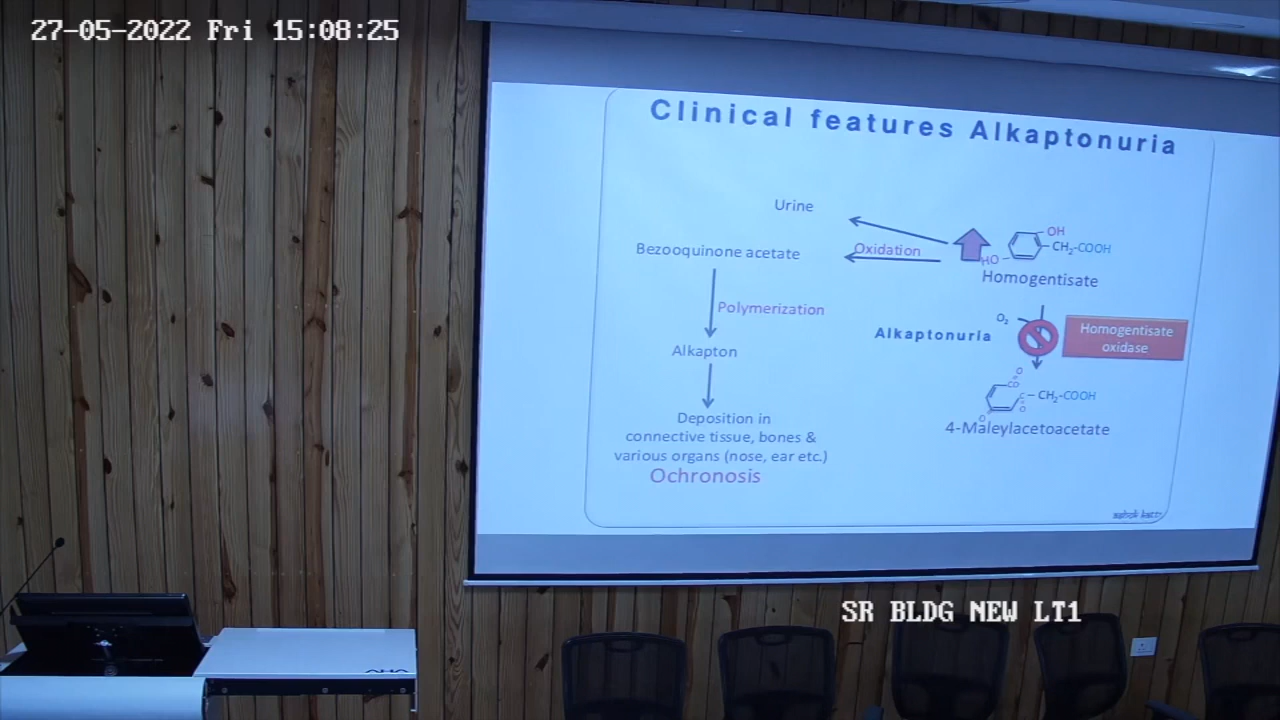 27-05-2022 Fri 15:08:25
Clinical features Alkaptonuria
Urine
Bezooquinone acetate
Oxidation
OH
CH2-COOH
HO
Homogentisate
Polymerization
O2
Alkaptonuria
Homogentisate
oxidase
Alkapton
O
CO
C
CH2-COOH
O
O
4-Maleylacetoacetate
Deposition in
connective tissue, bones &
various organs (nose, ear etc.)
Ochronosis
SR BLDG NEW LT1